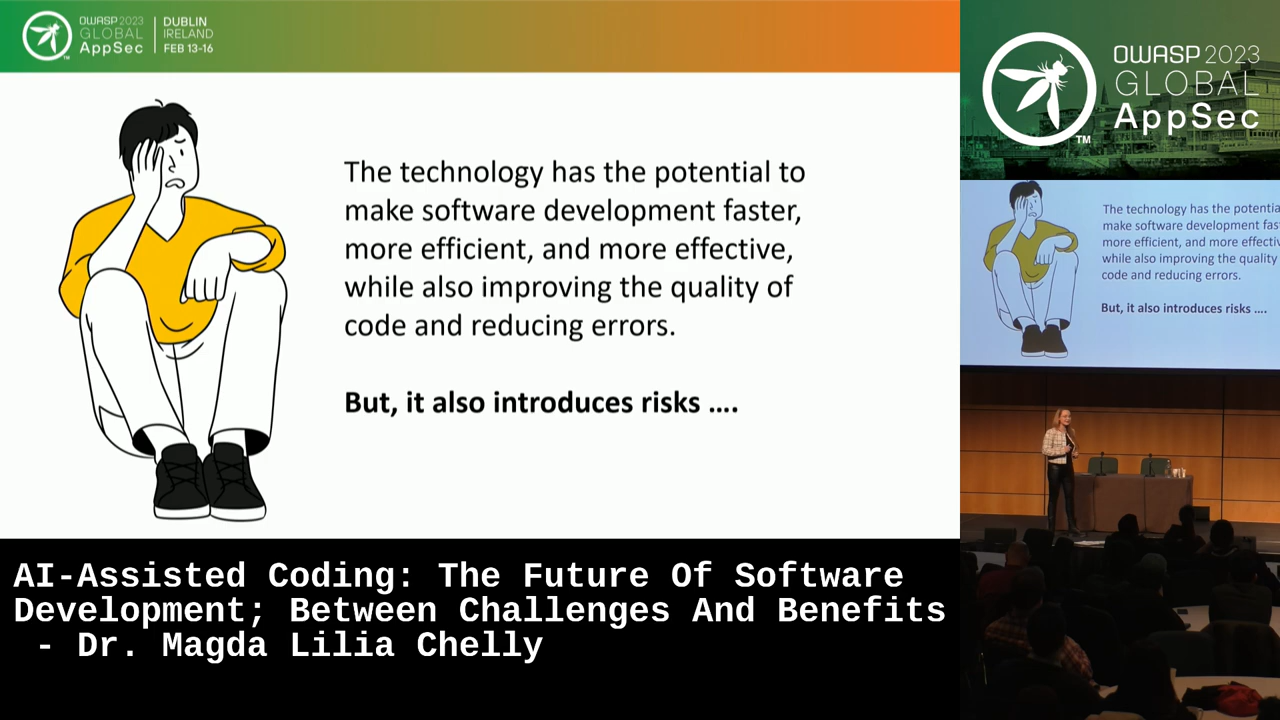 OWASP 2023
GLOBAL
AppSec
DUBLIN
IRELAND
FEB 13-16
TM
The technology has the potential to
make software development faster,
more efficient, and more effective,
while also improving the quality of
code and reducing errors.
But, it also introduces risks ....
AI-Assisted Coding: The Future Of Software
Development; Between Challenges And Benefits
- Dr. Magda Lilia Chelly
OWASP 2023
GLOBAL
AppSec
TM
The technology has the potentia
make software development fas
more efficient, and more effectiv
while also improving the quality
code and reducing errors.
But, it also introduces risks ....